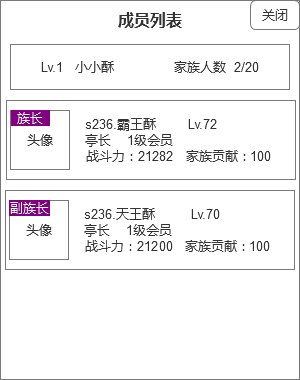 成员列表
关闭
Lv.1 小小酥 家族人数 2/20
族长
头像
s236.霸王酥 Lv.72
亭长 1级会员
战斗力：21282 家族贡献：100
副族长
头像
s236.天王酥 Lv.70
亭长 1级会员
战斗力：21200 家族贡献：100